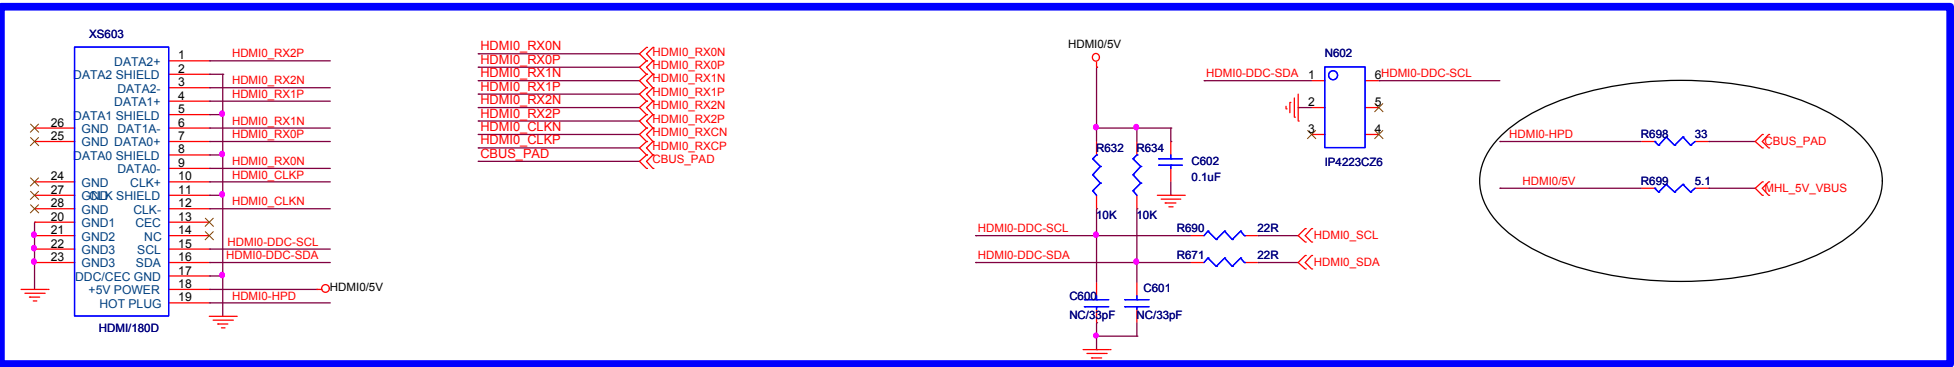 XS603
DATA2+ 1 HDMI0_RX2P
DATA2 SHIELD 2
DATA2- 3 HDMI0_RX2N
DATA1+ 4 HDMI0_RX1P
DATA1 SHIELD 5
26 GND DAT1A- 6 HDMI0_RX1N
25 GND DATA0+ 7 HDMI0_RX0P
DATA0 SHIELD 8
DATA0- 9 HDMI0_RX0N
24 GND CLK+ 10 HDMI0_CLKP
27 GND CLK SHIELD 11
28 GND CLK- 12 HDMI0_CLKN
20 GND1 CEC 13
21 GND2 NC 14
22 GND3 SCL 15 HDMI0-DDC-SCL
23 GND3 SDA 16 HDMI0-DDC-SDA
DDC/CEC GND 17
+5V POWER 18 HDMI0/5V
HOT PLUG 19 HDMI0-HPD
HDMI/180D
HDMI0_RX0N HDMI0_RX0N
HDMI0_RX0P HDMI0_RX0P
HDMI0_RX1N HDMI0_RX1N
HDMI0_RX1P HDMI0_RX1P
HDMI0_RX2N HDMI0_RX2N
HDMI0_RX2P HDMI0_RX2P
HDMI0_CLKN HDMI0_RXCN
HDMI0_CLKP HDMI0_RXCP
CBUS_PAD CBUS_PAD
HDMI0/5V
R632 R634
C602
0.1uF
10K 10K
HDMI0-DDC-SCL R690 22R HDMI0_SCL
HDMI0-DDC-SDA R671 22R HDMI0_SDA
C600 C601
NC/33pF NC/33pF
N602
HDMI0-DDC-SDA 1 6 HDMI0-DDC-SCL
2 5
3 4
IP4223CZ6
HDMI0-HPD R698 33 CBUS_PAD
HDMI0/5V R699 5.1 MHL_5V_VBUS